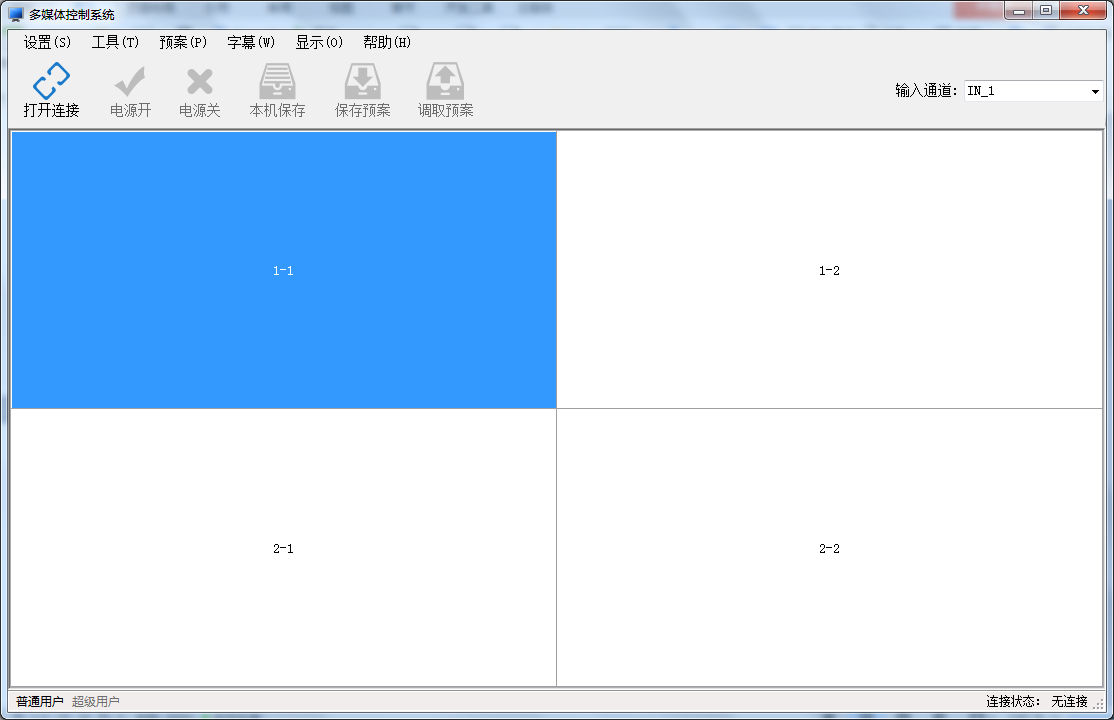 多媒体控制系统
设置(S) 工具(T) 预案(P) 字幕(W) 显示(O) 帮助(H)
打开连接 电源开 电源关 本机保存 保存预案 调取预案 输入通道: IN_1
1-1 1-2
2-1 2-2
普通用户 超级用户 连接状态: 无连接